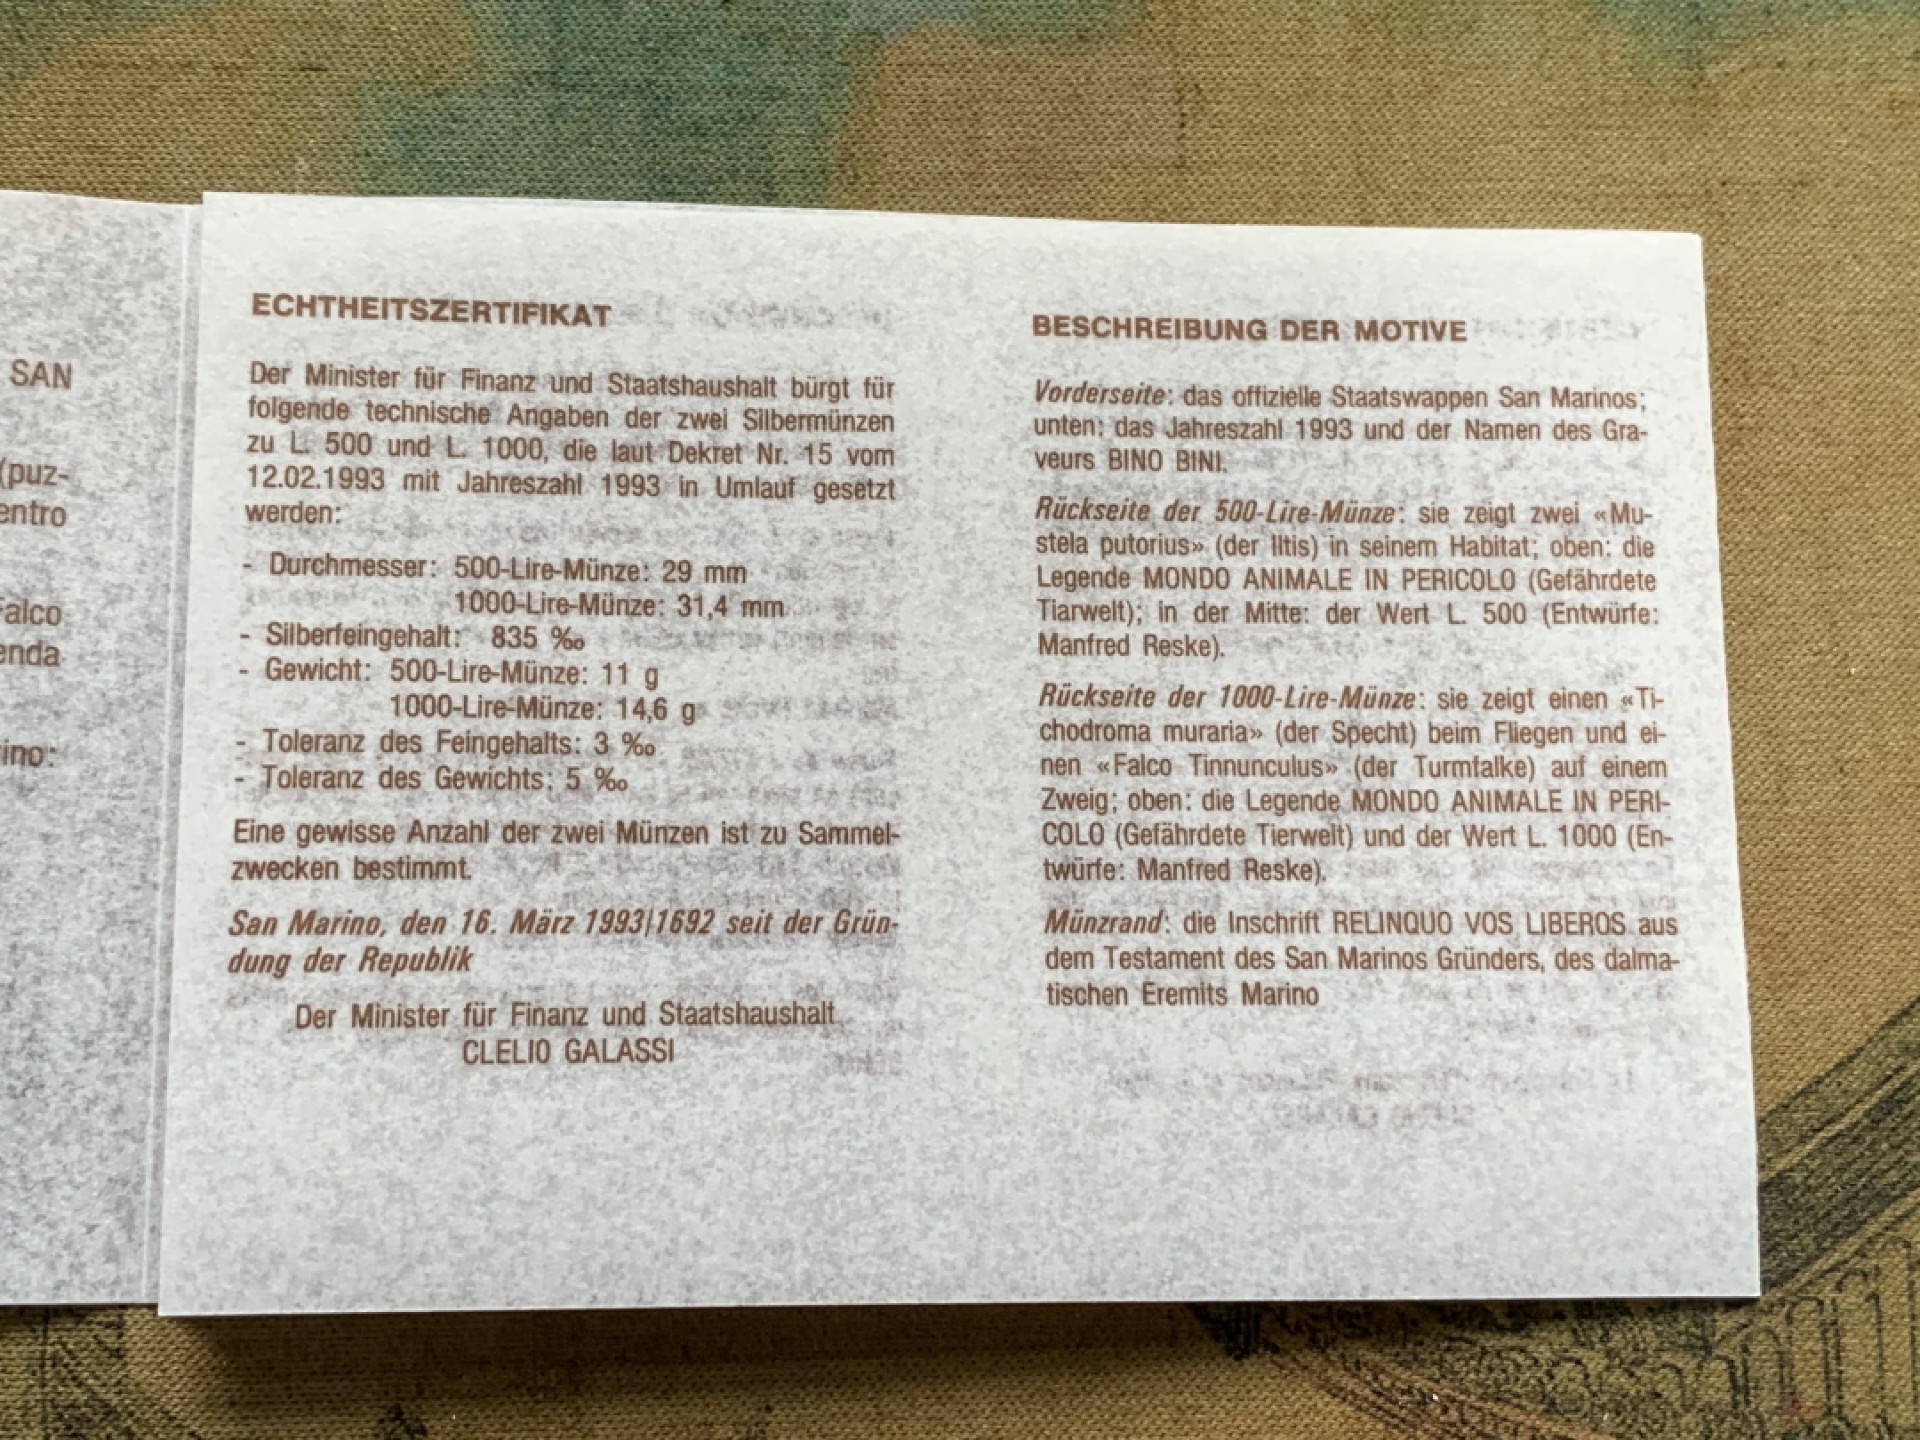 SAN
(puz-
entro
alco
enda
ino:
ECHTHEITSZERTIFIKAT
Der Minister für Finanz und Staatshaushalt bürgt für
folgende technische Angaben der zwei Silbermünzen
zu L. 500 und L. 1000, die laut Dekret Nr. 15 vom
12.02.1993 mit Jahreszahl 1993 in Umlauf gesetzt
werden:
- Durchmesser: 500-Lire-Münze: 29 mm
1000-Lire-Münze: 31,4 mm
- Silberfeingehalt: 835 ‰
- Gewicht: 500-Lire-Münze: 11 g
1000-Lire-Münze: 14,6 g
- Toleranz des Feingehalts: 3 ‰
- Toleranz des Gewichts: 5 ‰
Eine gewisse Anzahl der zwei Münzen ist zu Sammel-
zwecken bestimmt.
San Marino, den 16. März 1993/1692 seit der Grün-
dung der Republik
Der Minister für Finanz und Staatshaushalt
CLELIO GALASSI
BESCHREIBUNG DER MOTIVE
Vorderseite: das offizielle Staatswappen San Marinos;
unten: das Jahreszahl 1993 und der Namen des Gra-
veurs BINO BINI.
Rückseite der 500-Lire-Münze: sie zeigt zwei «Mu-
stela putorius» (der Iltis) in seinem Habitat; oben: die
Legende MONDO ANIMALE IN PERICOLO (Gefährdete
Tiarwelt); in der Mitte: der Wert L. 500 (Entwürfe:
Manfred Reske).
Rückseite der 1000-Lire-Münze: sie zeigt einen «Ti-
chodroma muraria» (der Specht) beim Fliegen und ei-
nen «Falco Tinnunculus» (der Turmfalke) auf einem
Zweig; oben: die Legende MONDO ANIMALE IN PERI-
COLO (Gefährdete Tierwelt) und der Wert L. 1000 (En-
twürfe: Manfred Reske).
Münzrand: die Inschrift RELINQUO VOS LIBEROS aus
dem Testament des San Marinos Gründers, des dalma-
tischen Eremits Marino